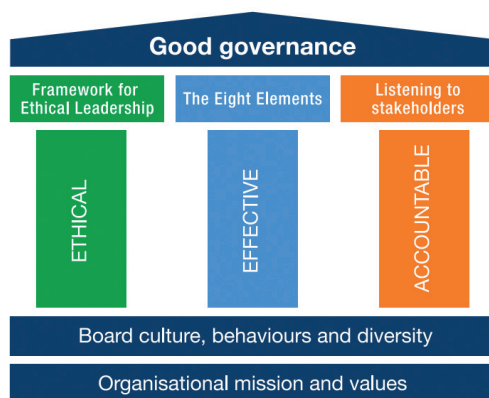 Good governance
Framework for
Ethical Leadership
The Eight Elements
Listening to
stakeholders
ETHICAL
EFFECTIVE
ACCOUNTABLE
Board culture, behaviours and diversity
Organisational mission and values